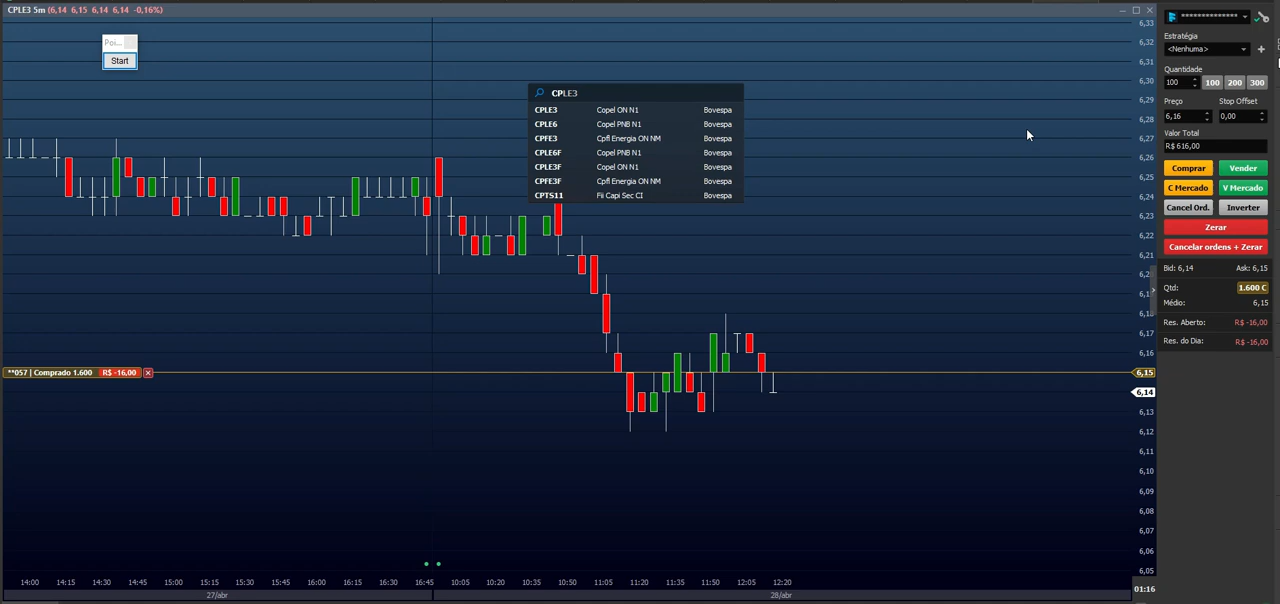 CPLE3 5m (6,14 6,15 6,14 6,14 -0,16%)
Poi...
Start
CPLE3
CPLE3 Copel ON N1 Bovespa
CPLE6 Copel PNB N1 Bovespa
CPFE3 Cpfl Energia ON NM Bovespa
CPLE6F Copel PNB N1 Bovespa
CPLE3F Copel ON N1 Bovespa
CPFE3F Cpfl Energia ON NM Bovespa
CPTS11 Fii Capi Sec CI Bovespa
**057 | Comprado 1.600 R$ -16,00
6,33
6,32
6,31
6,30
6,29
6,28
6,27
6,26
6,25
6,24
6,23
6,22
6,21
6,17
6,16
6,15
6,14
6,13
6,12
6,11
6,10
6,09
6,08
6,07
6,06
6,05
14:00 14:15 14:30 14:45 15:00 15:15 15:30 15:45 16:00 16:15 16:30 16:45 10:05 10:20 10:35 10:50 11:05 11:20 11:35 11:50 12:05 12:20
27/abr 28/abr
01:16
**************
Estratégia
<Nenhuma>
Quantidade
100 100 200 300
Preço Stop Offset
6,16 0,00
Valor Total
R$ 616,00
Comprar Vender
C Mercado V Mercado
Cancel Ord. Inverter
Zerar
Cancelar ordens + Zerar
Bid: 6,14 Ask: 6,15
Qtd: 1.600 C
Médio: 6,15
Res. Aberto: R$ -16,00
Res. do Dia: R$ -16,00